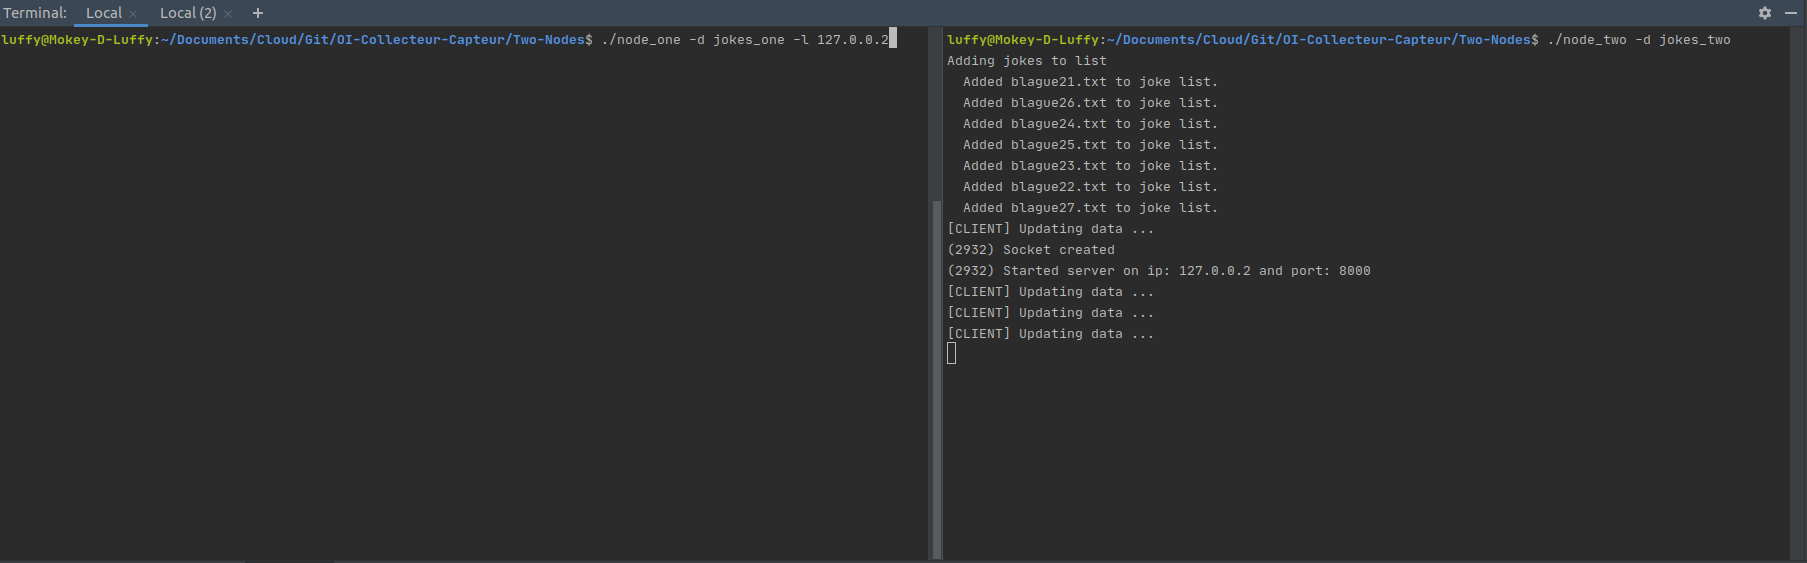 Terminal: Local × Local (2) × +
luffy@Mokey-D-Luffy:~/Documents/Cloud/Git/OI-Collecteur-Capteur/Two-Nodes$ ./node_one -d jokes_one -l 127.0.0.2
luffy@Mokey-D-Luffy:~/Documents/Cloud/Git/OI-Collecteur-Capteur/Two-Nodes$ ./node_two -d jokes_two
Adding jokes to list
  Added blague21.txt to joke list.
  Added blague26.txt to joke list.
  Added blague24.txt to joke list.
  Added blague25.txt to joke list.
  Added blague23.txt to joke list.
  Added blague22.txt to joke list.
  Added blague27.txt to joke list.
[CLIENT] Updating data ...
(2932) Socket created
(2932) Started server on ip: 127.0.0.2 and port: 8000
[CLIENT] Updating data ...
[CLIENT] Updating data ...
[CLIENT] Updating data ...